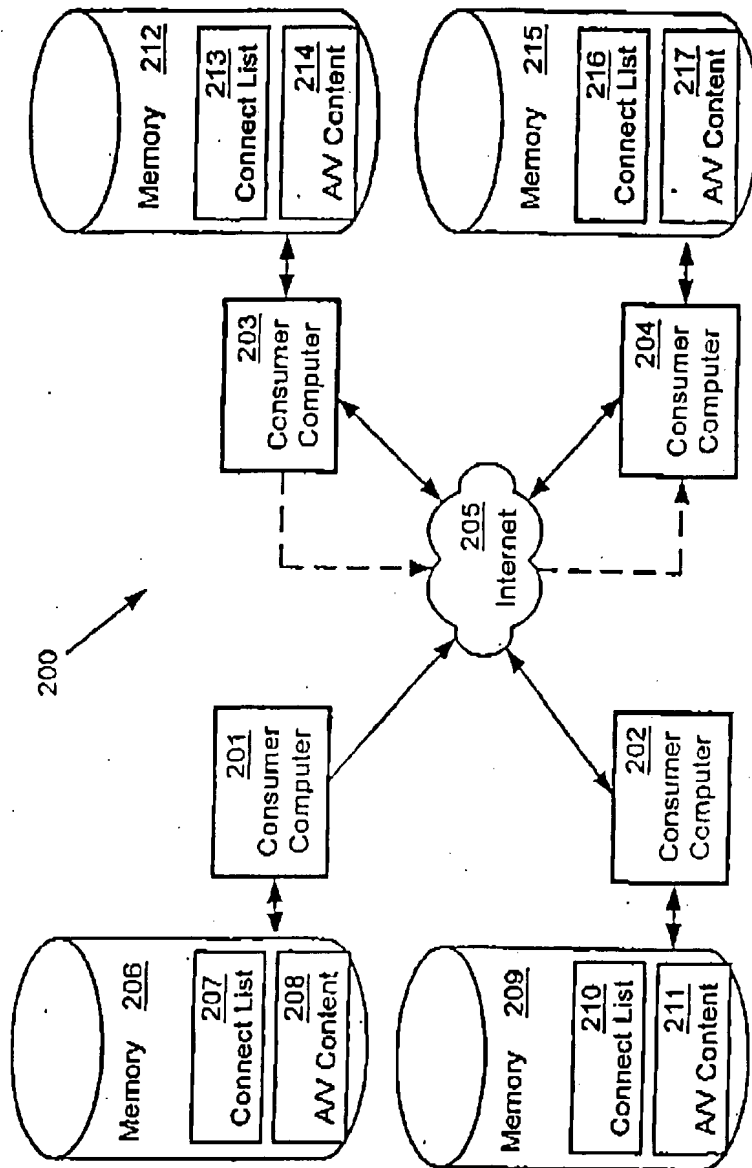 200
Memory 206
207
Connect List
208
A/V Content
201
Consumer
Computer
203
Consumer
Computer
Memory 212
213
Connect List
214
A/V Content
205
Internet
Memory 209
210
Connect List
211
A/V Content
202
Consumer
Computer
204
Consumer
Computer
Memory 215
216
Connect List
217
A/V Content